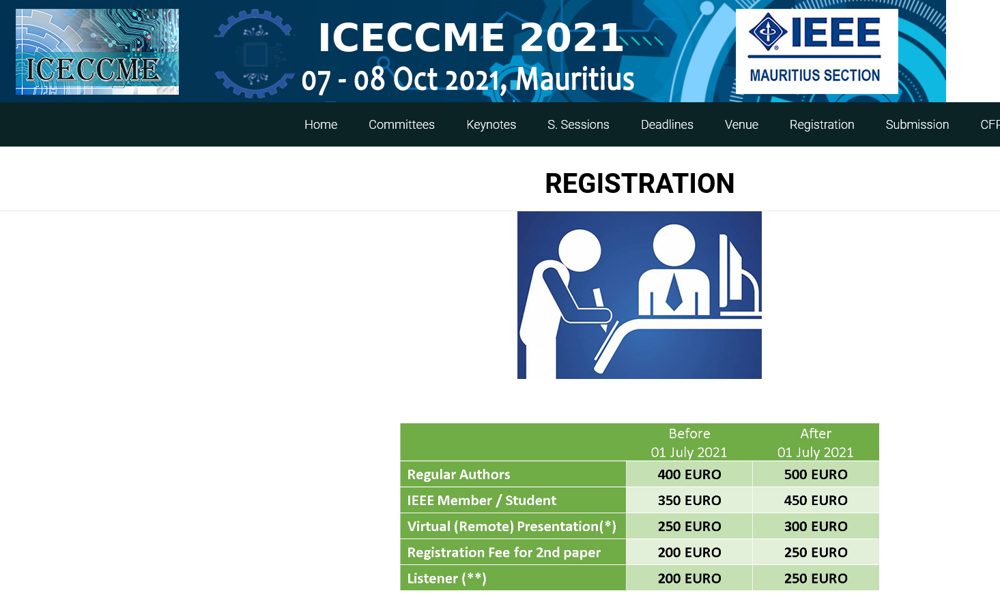 ICECCME
ICECCME 2021
07 - 08 Oct 2021, Mauritius
IEEE
MAURITIUS SECTION
Home Committees Keynotes S. Sessions Deadlines Venue Registration Submission
REGISTRATION
Before After
01 July 2021 01 July 2021
Regular Authors 400 EURO 500 EURO
IEEE Member / Student 350 EURO 450 EURO
Virtual (Remote) Presentation(*) 250 EURO 300 EURO
Registration Fee for 2nd paper 200 EURO 250 EURO
Listener (**) 200 EURO 250 EURO